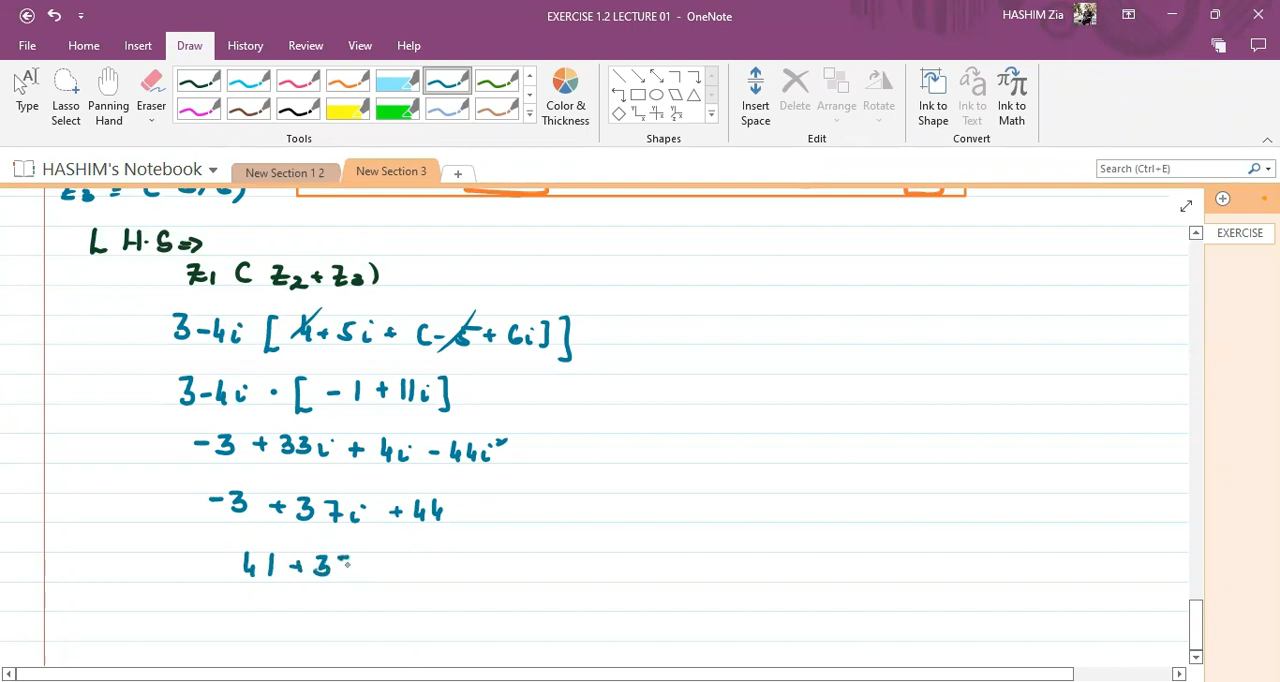 EXERCISE 1.2 LECTURE 01 - OneNote
HASHIM Zia
File Home Insert Draw History Review View Help
Type
Lasso Select
Panning Hand
Eraser
Color & Thickness
Insert Space
Delete
Arrange
Rotate
Ink to Shape
Ink to Text
Ink to Math
Tools
Shapes
Edit
Convert
HASHIM's Notebook
New Section 1 2
New Section 3
Search (Ctrl+E)
EXERCISE
L H·S =>
z₁ ( z₂ + z₃ )
3-4i [ 4 + 5i + (-5 + 6i) ]
3-4i · [ -1 + 11i ]
-3 + 33i + 4i - 44i²
-3 + 37i + 44
41 + 3